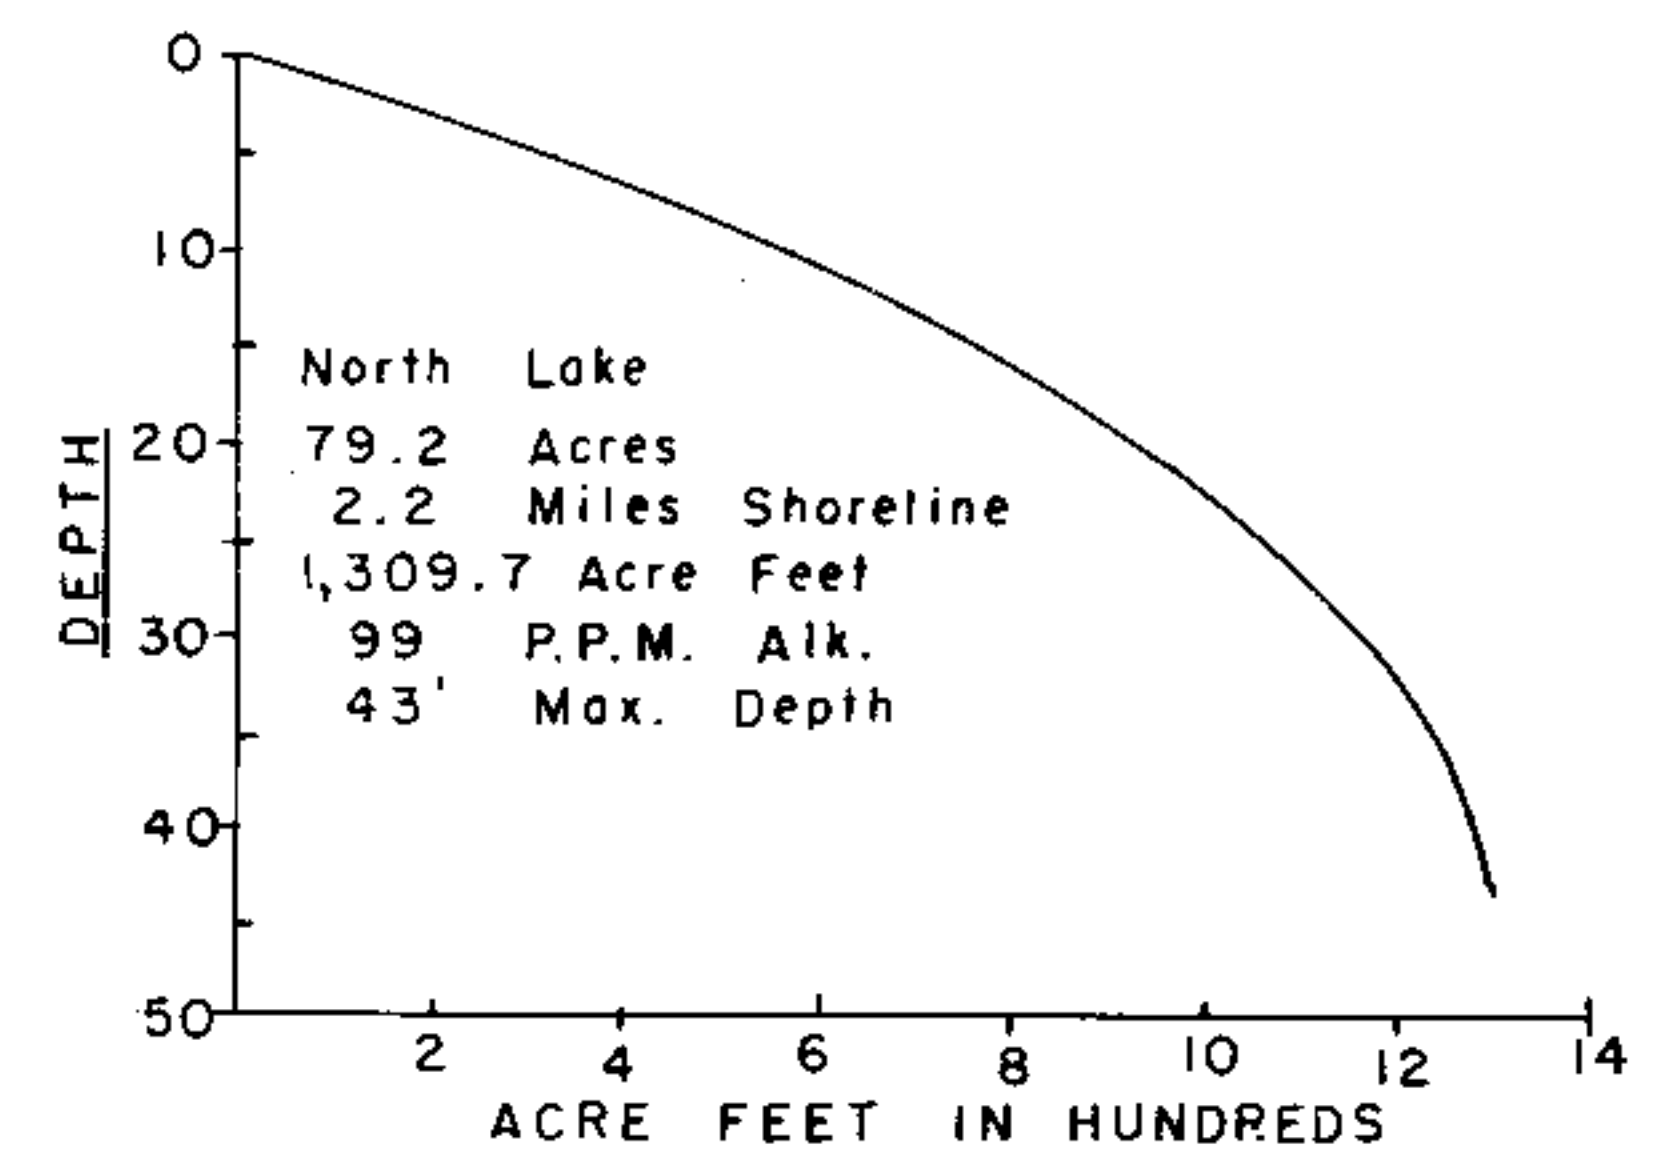 0
10
20
30
40
50
DEPTH
North Lake
79.2 Acres
2.2 Miles Shoreline
1,309.7 Acre Feet
99 P.P.M. Alk.
43' Max. Depth
2 4 6 8 10 12 14
ACRE FEET IN HUNDREDS